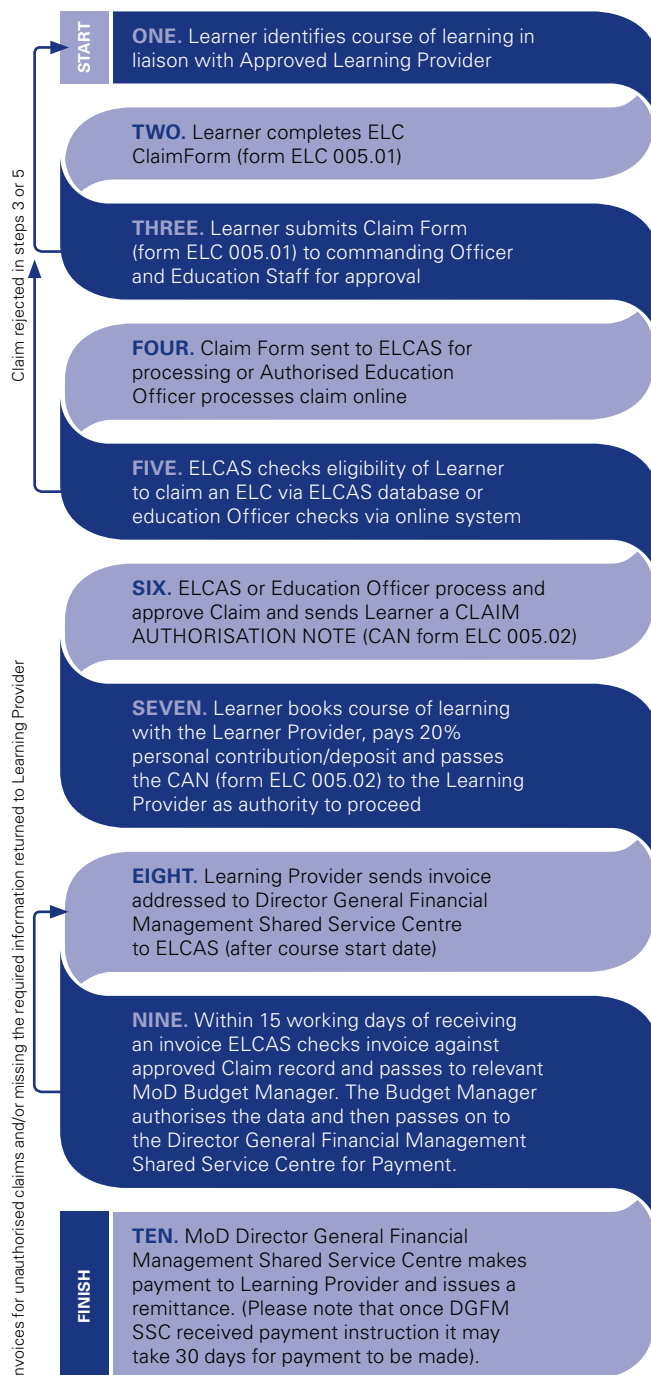 START
ONE. Learner identifies course of learning in
liaison with Approved Learning Provider
TWO. Learner completes ELC
ClaimForm (form ELC 005.01)
THREE. Learner submits Claim Form
(form ELC 005.01) to commanding Officer
and Education Staff for approval
Claim rejected in steps 3 or 5
FOUR. Claim Form sent to ELCAS for
processing or Authorised Education
Officer processes claim online
FIVE. ELCAS checks eligibility of Learner
to claim an ELC via ELCAS database or
education Officer checks via online system
SIX. ELCAS or Education Officer process and
approve Claim and sends Learner a CLAIM
AUTHORISATION NOTE (CAN form ELC 005.02)
SEVEN. Learner books course of learning
with the Learner Provider, pays 20%
personal contribution/deposit and passes
the CAN (form ELC 005.02) to the Learning
Provider as authority to proceed
EIGHT. Learning Provider sends invoice
addressed to Director General Financial
Management Shared Service Centre
to ELCAS (after course start date)
NINE. Within 15 working days of receiving
an invoice ELCAS checks invoice against
approved Claim record and passes to relevant
MoD Budget Manager. The Budget Manager
authorises the data and then passes on to
the Director General Financial Management
Shared Service Centre for Payment.
nvoices for unauthorised claims and/or missing the required information returned to Learning Provider
FINISH
TEN. MoD Director General Financial
Management Shared Service Centre makes
payment to Learning Provider and issues a
remittance. (Please note that once DGFM
SSC received payment instruction it may
take 30 days for payment to be made).